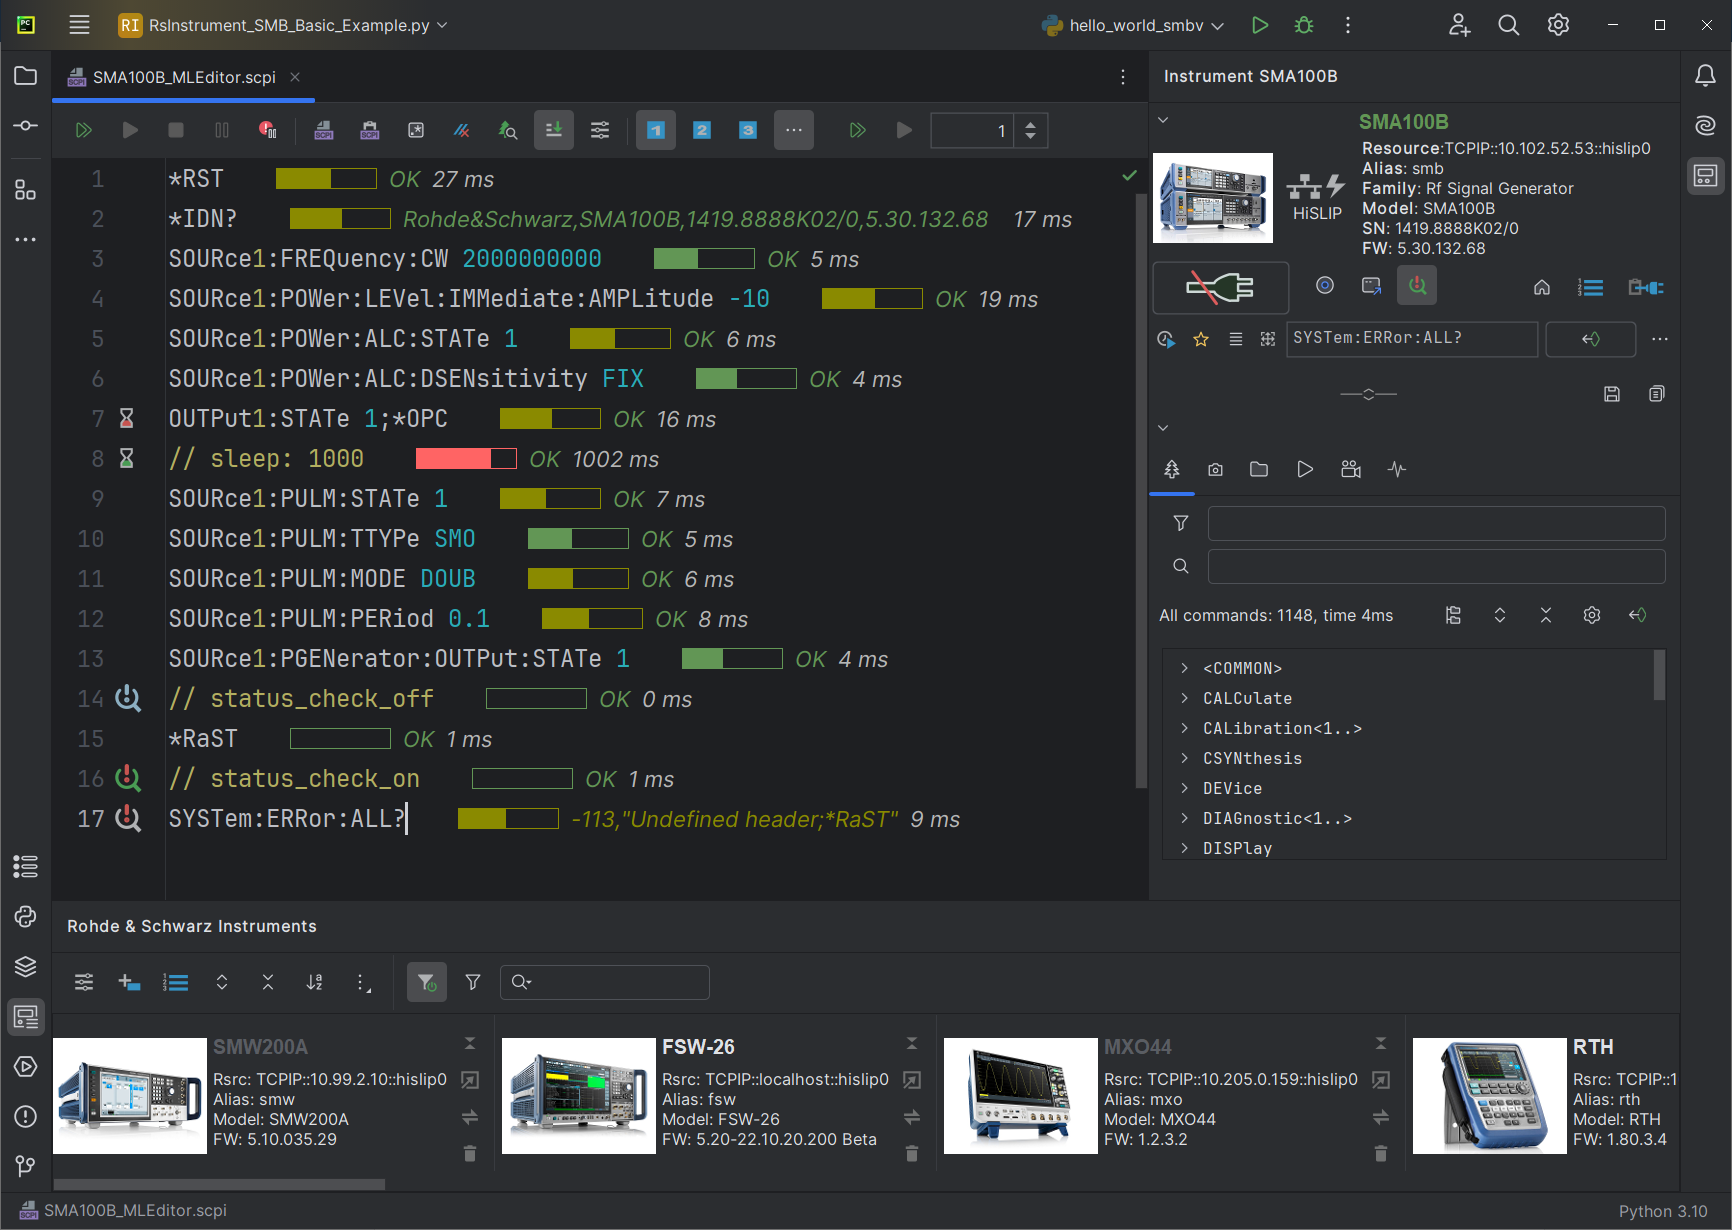 RI RsInstrument_SMB_Basic_Example.py
hello_world_smbv
SMA100B_MLEditor.scpi
1
2
3
1
1 *RST OK 27 ms
2 *IDN? Rohde&Schwarz,SMA100B,1419.8888K02/0,5.30.132.68 17 ms
3 SOURce1:FREQuency:CW 2000000000 OK 5 ms
4 SOURce1:POWer:LEVel:IMMediate:AMPLitude -10 OK 19 ms
5 SOURce1:POWer:ALC:STATe 1 OK 6 ms
6 SOURce1:POWer:ALC:DSENsitivity FIX OK 4 ms
7 OUTPut1:STATe 1;*OPC OK 16 ms
8 // sleep: 1000 OK 1002 ms
9 SOURce1:PULM:STATe 1 OK 7 ms
10 SOURce1:PULM:TTYPe SMO OK 5 ms
11 SOURce1:PULM:MODE DOUB OK 6 ms
12 SOURce1:PULM:PERiod 0.1 OK 8 ms
13 SOURce1:PGENerator:OUTPut:STATe 1 OK 4 ms
14 // status_check_off OK 0 ms
15 *RaST OK 1 ms
16 // status_check_on OK 1 ms
17 SYSTem:ERRor:ALL? -113,"Undefined header;*RaST" 9 ms
Instrument SMA100B
SMA100B
Resource:TCPIP::10.102.52.53::hislip0
Alias: smb
Family: Rf Signal Generator
Model: SMA100B
SN: 1419.8888K02/0
FW: 5.30.132.68
HiSLIP
SYSTem:ERRor:ALL?
All commands: 1148, time 4ms
<COMMON>
CALCulate
CALibration<1..>
CSYNthesis
DEVice
DIAGnostic<1..>
DISPlay
Rohde & Schwarz Instruments
SMW200A
Rsrc: TCPIP::10.99.2.10::hislip0
Alias: smw
Model: SMW200A
FW: 5.10.035.29
FSW-26
Rsrc: TCPIP::localhost::hislip0
Alias: fsw
Model: FSW-26
FW: 5.20-22.10.20.200 Beta
MXO44
Rsrc: TCPIP::10.205.0.159::hislip0
Alias: mxo
Model: MXO44
FW: 1.2.3.2
RTH
Rsrc: TCPIP::1
Alias: rth
Model: RTH
FW: 1.80.3.4
SMA100B_MLEditor.scpi
Python 3.10